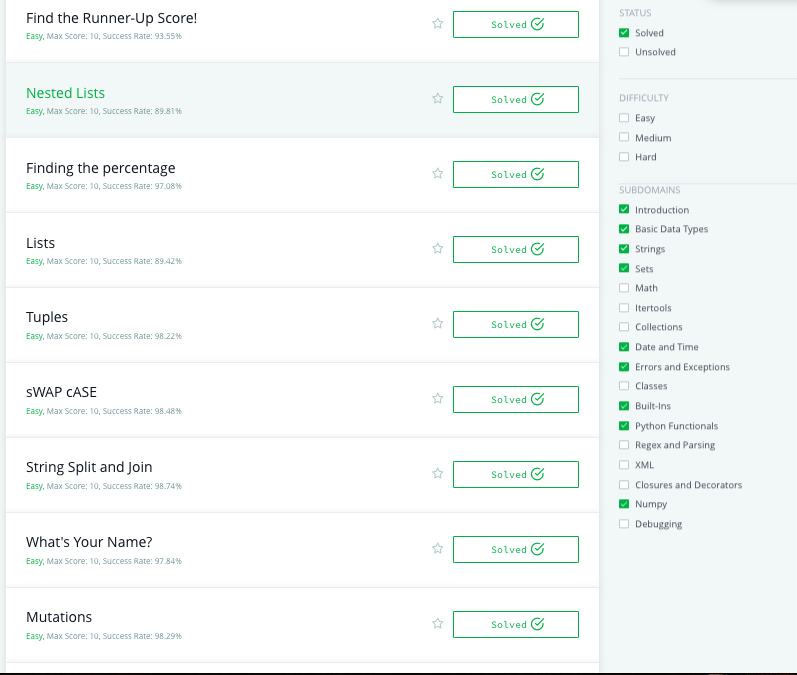 Find the Runner-Up Score!
Easy, Max Score: 10, Success Rate: 93.55%
Solved
Nested Lists
Easy, Max Score: 10, Success Rate: 89.81%
Solved
Finding the percentage
Easy, Max Score: 10, Success Rate: 97.08%
Solved
Lists
Easy, Max Score: 10, Success Rate: 89.42%
Solved
Tuples
Easy, Max Score: 10, Success Rate: 98.22%
Solved
sWAP cASE
Easy, Max Score: 10, Success Rate: 98.48%
Solved
String Split and Join
Easy, Max Score: 10, Success Rate: 98.74%
Solved
What's Your Name?
Easy, Max Score: 10, Success Rate: 97.84%
Solved
Mutations
Easy, Max Score: 10, Success Rate: 98.29%
Solved
STATUS
Solved
Unsolved
DIFFICULTY
Easy
Medium
Hard
SUBDOMAINS
Introduction
Basic Data Types
Strings
Sets
Math
Itertools
Collections
Date and Time
Errors and Exceptions
Classes
Built-Ins
Python Functionals
Regex and Parsing
XML
Closures and Decorators
Numpy
Debugging